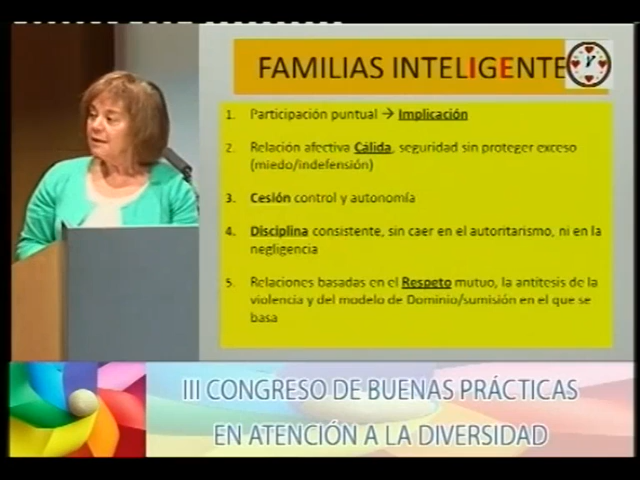 FAMILIAS INTELIGENTE
1. Participación puntual → Implicación
2. Relación afectiva Cálida, seguridad sin proteger exceso
(miedo/indefensión)
3. Cesión control y autonomía
4. Disciplina consistente, sin caer en el autoritarismo, ni en la
negligencia
5. Relaciones basadas en el Respeto mutuo, la antítesis de la
violencia y del modelo de Dominio/sumisión en el que se
basa
III CONGRESO DE BUENAS PRÁCTICAS
EN ATENCIÓN A LA DIVERSIDAD